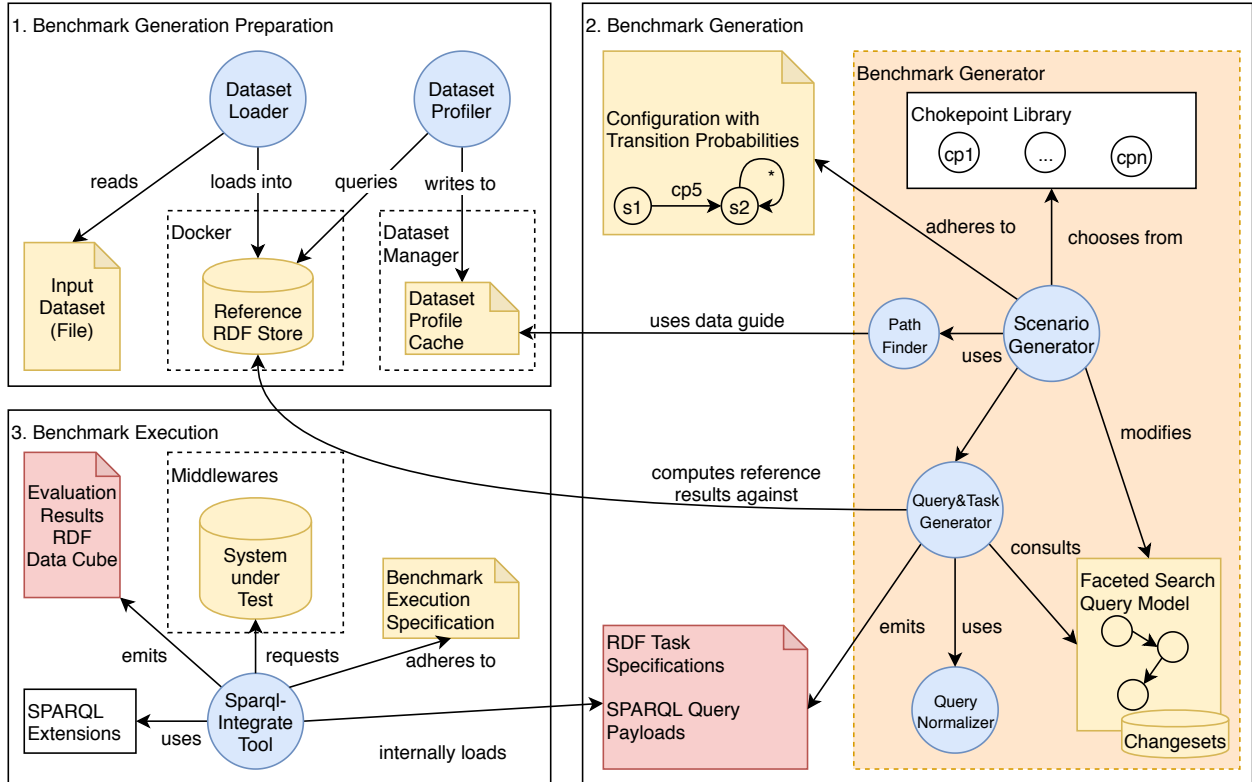 1. Benchmark Generation Preparation
Dataset
Loader
Dataset
Profiler
reads
loads into
queries
writes to
Docker
Dataset
Manager
Input
Dataset
(File)
Reference
RDF Store
Dataset
Profile
Cache
2. Benchmark Generation
Configuration with
Transition Probabilities
s1
cp5
s2
*
Benchmark Generator
Chokepoint Library
cp1
...
cpn
adheres to
chooses from
uses data guide
Path
Finder
uses
Scenario
Generator
modifies
computes reference
results against
Query&Task
Generator
consults
emits
uses
Faceted Search
Query Model
Changesets
Query
Normalizer
RDF Task
Specifications
SPARQL Query
Payloads
3. Benchmark Execution
Evaluation
Results
RDF
Data Cube
Middlewares
System
under
Test
Benchmark
Execution
Specification
emits
requests
adheres to
SPARQL
Extensions
uses
Sparql-
Integrate
Tool
internally loads